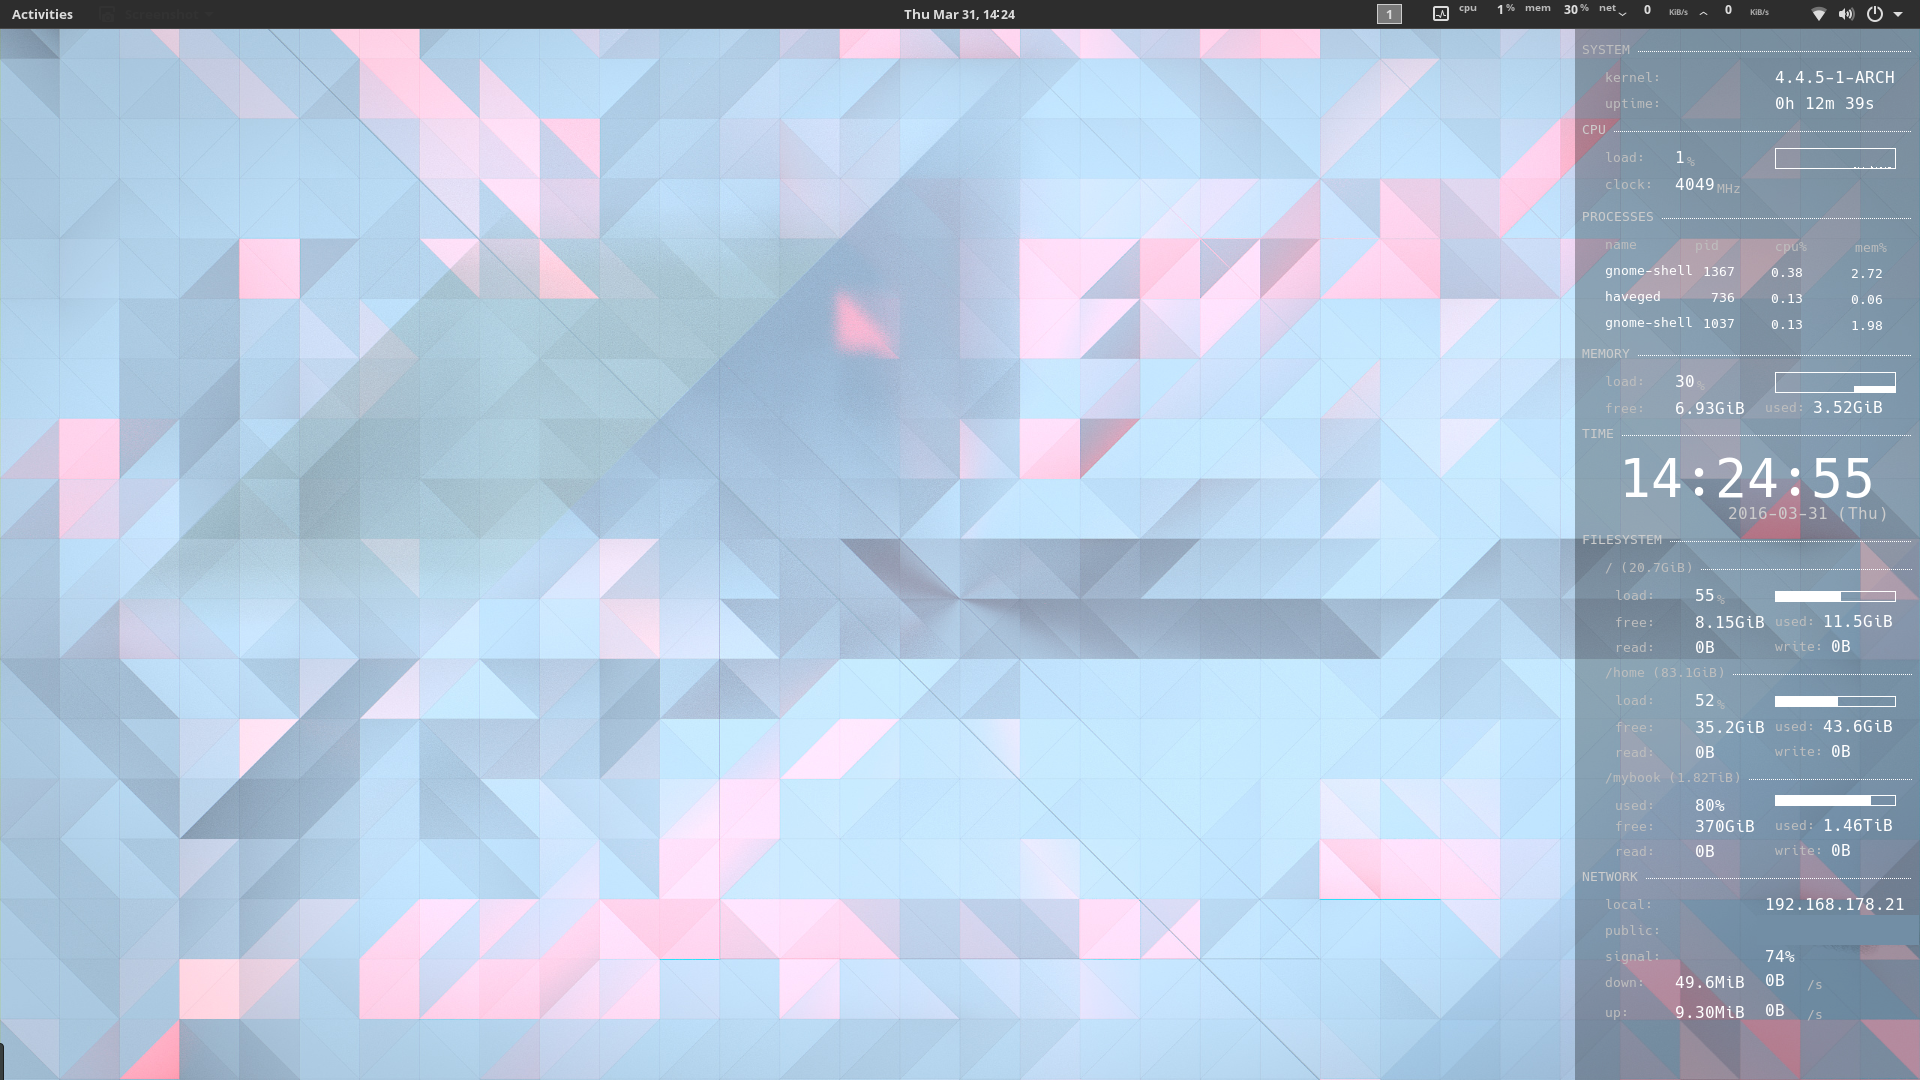 Activities Screenshot Thu Mar 31, 14:24 1 cpu 1 % mem 30 % net 0 KiB/s 0 KiB/s
SYSTEM
kernel: 4.4.5-1-ARCH
uptime: 0h 12m 39s
CPU
load: 1 %
clock: 4049 MHz
PROCESSES
name pid cpu% mem%
gnome-shell 1367 0.38 2.72
haveged 736 0.13 0.06
gnome-shell 1037 0.13 1.98
MEMORY
load: 30 %
free: 6.93GiB used: 3.52GiB
TIME
14:24:55
2016-03-31 (Thu)
FILESYSTEM
/ (20.7GiB)
load: 55 %
free: 8.15GiB used: 11.5GiB
read: 0B write: 0B
/home (83.1GiB)
load: 52 %
free: 35.2GiB used: 43.6GiB
read: 0B write: 0B
/mybook (1.82TiB)
used: 80%
free: 370GiB used: 1.46TiB
read: 0B write: 0B
NETWORK
local: 192.168.178.21
public:
signal: 74%
down: 49.6MiB 0B /s
up: 9.30MiB 0B /s